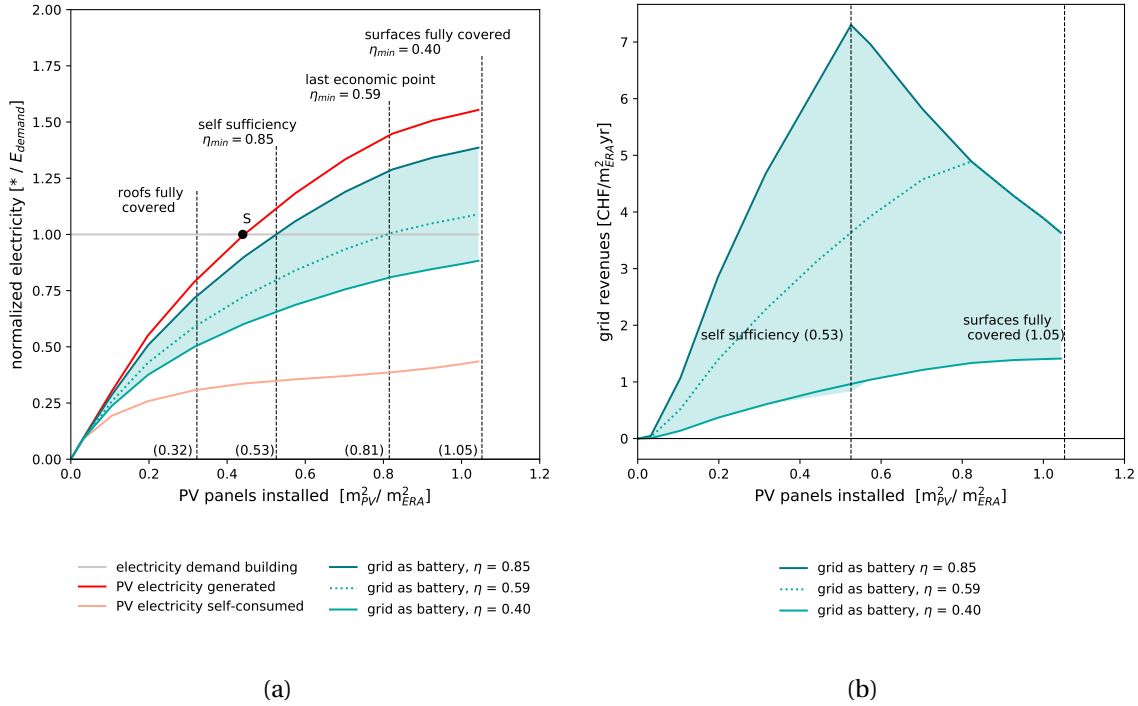 2.00
1.75
1.50
1.25
1.00
0.75
0.50
0.25
0.00
normalized electricity [* / E_demand]
0.0 0.2 0.4 0.6 0.8 1.0 1.2
PV panels installed [m²_PV/ m²_ERA]
surfaces fully covered
η_min = 0.40
last economic point
η_min = 0.59
self sufficiency
η_min = 0.85
roofs fully
covered
S
(0.32) (0.53) (0.81) (1.05)
electricity demand building
PV electricity generated
PV electricity self-consumed
grid as battery, η = 0.85
grid as battery, η = 0.59
grid as battery, η = 0.40
(a)
7
6
5
4
3
2
1
0
grid revenues [CHF/m²_ERA yr]
self sufficiency (0.53)
surfaces fully
covered (1.05)
0.0 0.2 0.4 0.6 0.8 1.0 1.2
PV panels installed [m²_PV/ m²_ERA]
grid as battery η = 0.85
grid as battery, η = 0.59
grid as battery, η = 0.40
(b)